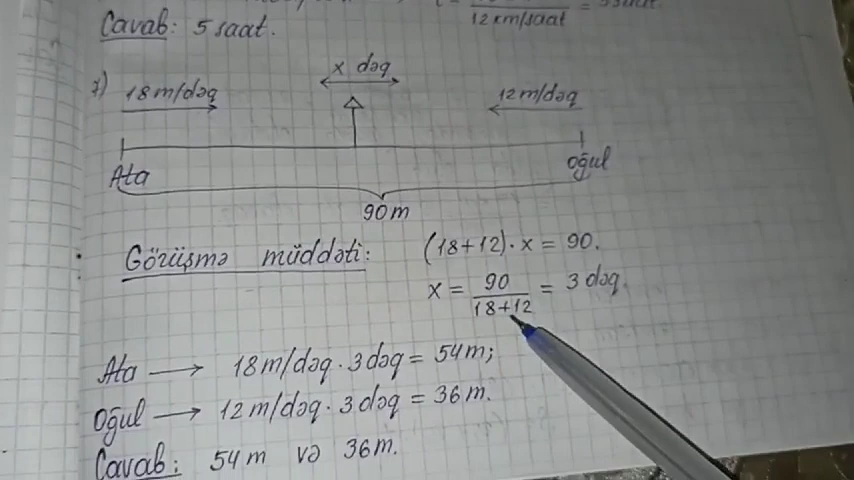 12 km/saat =
Cavab: 5 saat.
7) 18 m/dəq x dəq 12 m/dəq
Ata Oğul
90 m
Görüşmə müddəti: (18+12)·x = 90.
x = 90/18+12 = 3 dəq.
Ata → 18 m/dəq · 3 dəq = 54 m;
Oğul → 12 m/dəq · 3 dəq = 36 m.
Cavab: 54 m və 36 m.